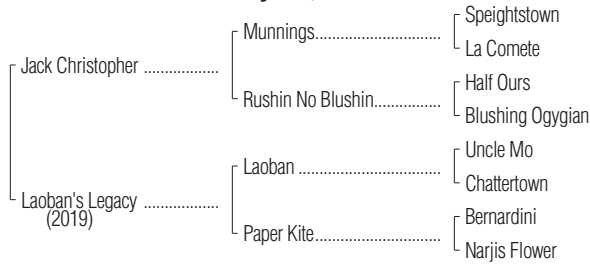 Speightstown
Munnings
La Comete
Jack Christopher
Half Ours
Rushin No Blushin
Blushing Ogygian
Uncle Mo
Laoban
Chattertown
Laoban's Legacy
(2019)
Bernardini
Paper Kite
Narjis Flower